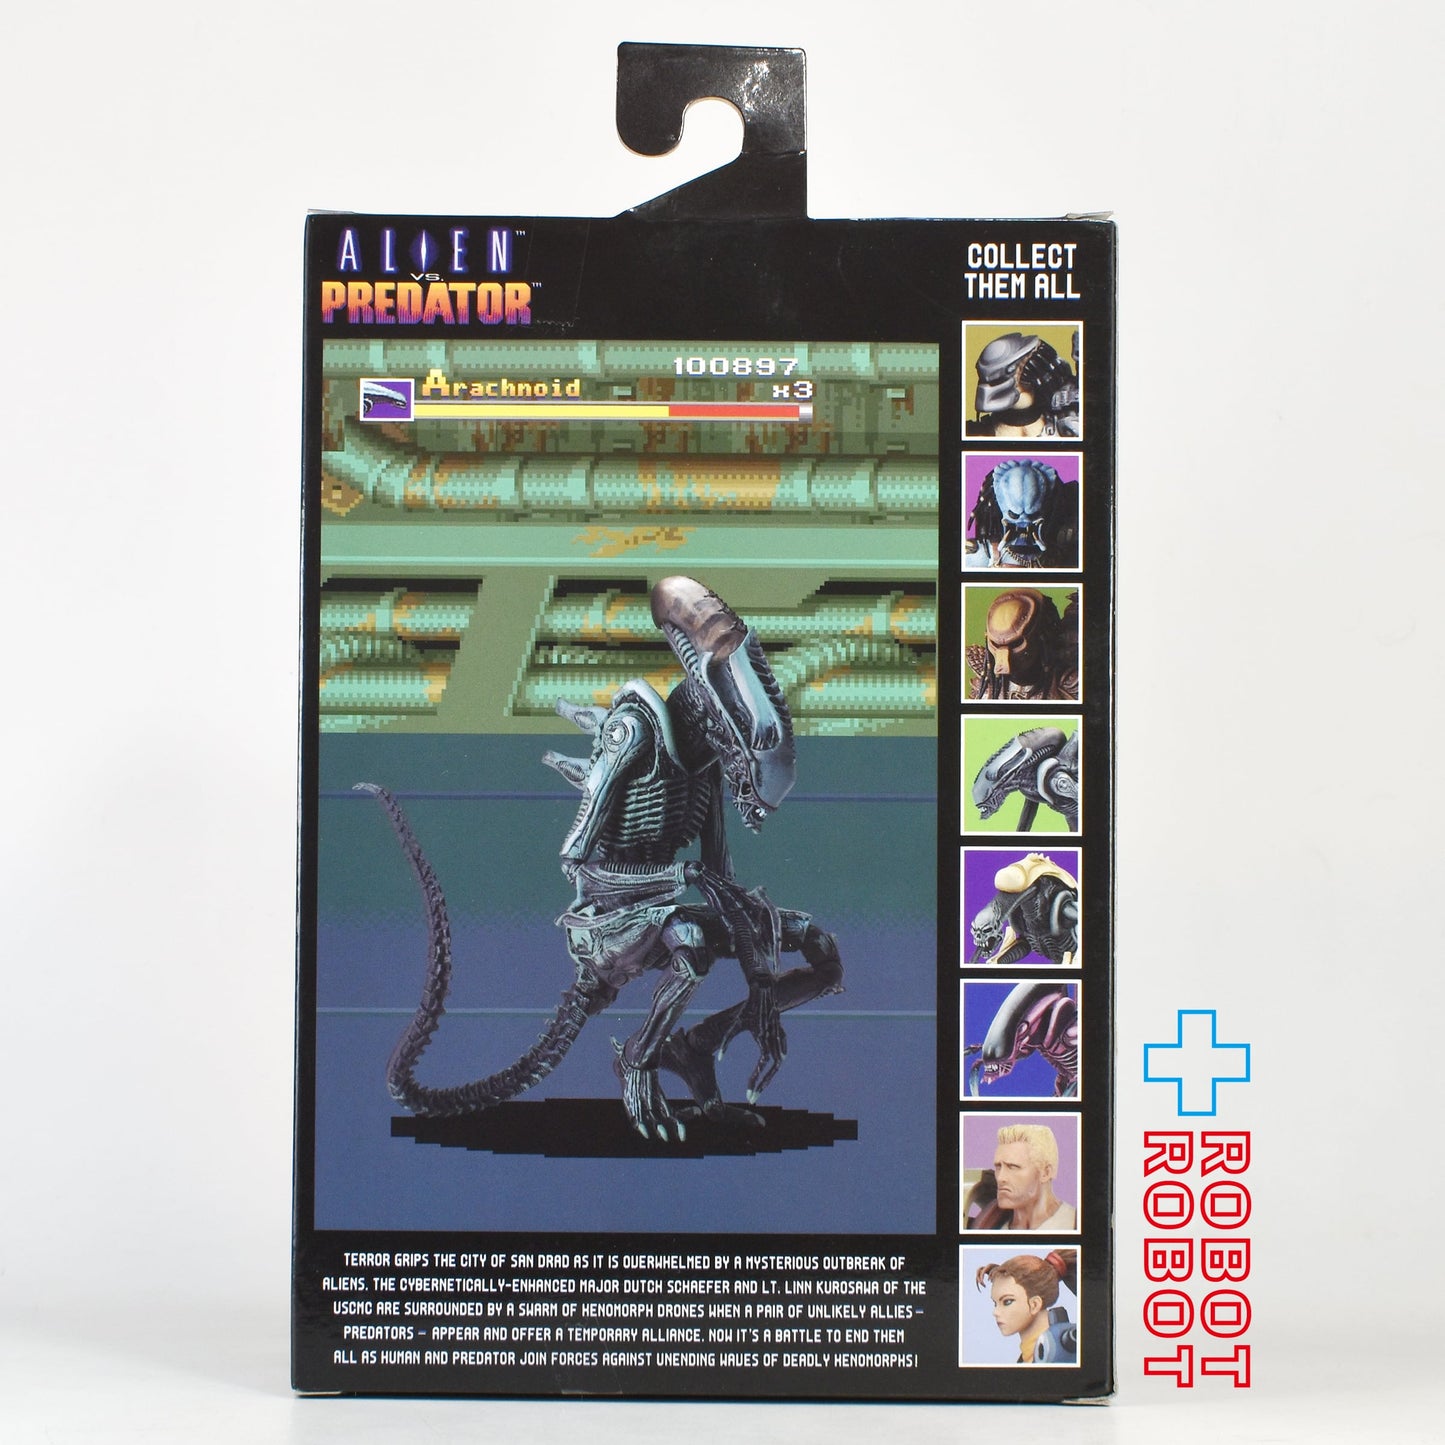 ALIEN™
VS.
PREDATOR™
COLLECT
THEM ALL
100897
Arachnoid x3
TERROR GRIPS THE CITY OF SAN DRAD AS IT IS OVERWHELMED BY A MYSTERIOUS OUTBREAK OF
ALIENS. THE CYBERNETICALLY-ENHANCED MAJOR DUTCH SCHAEFER AND LT. LINN KUROSAWA OF THE
USCMC ARE SURROUNDED BY A SWARM OF XENOMORPH DRONES WHEN A PAIR OF UNLIKELY ALLIES –
PREDATORS – APPEAR AND OFFER A TEMPORARY ALLIANCE. NOW IT'S A BATTLE TO END THEM
ALL AS HUMAN AND PREDATOR JOIN FORCES AGAINST UNENDING WAVES OF DEADLY XENOMORPHS!
ROBOT
ROBOT